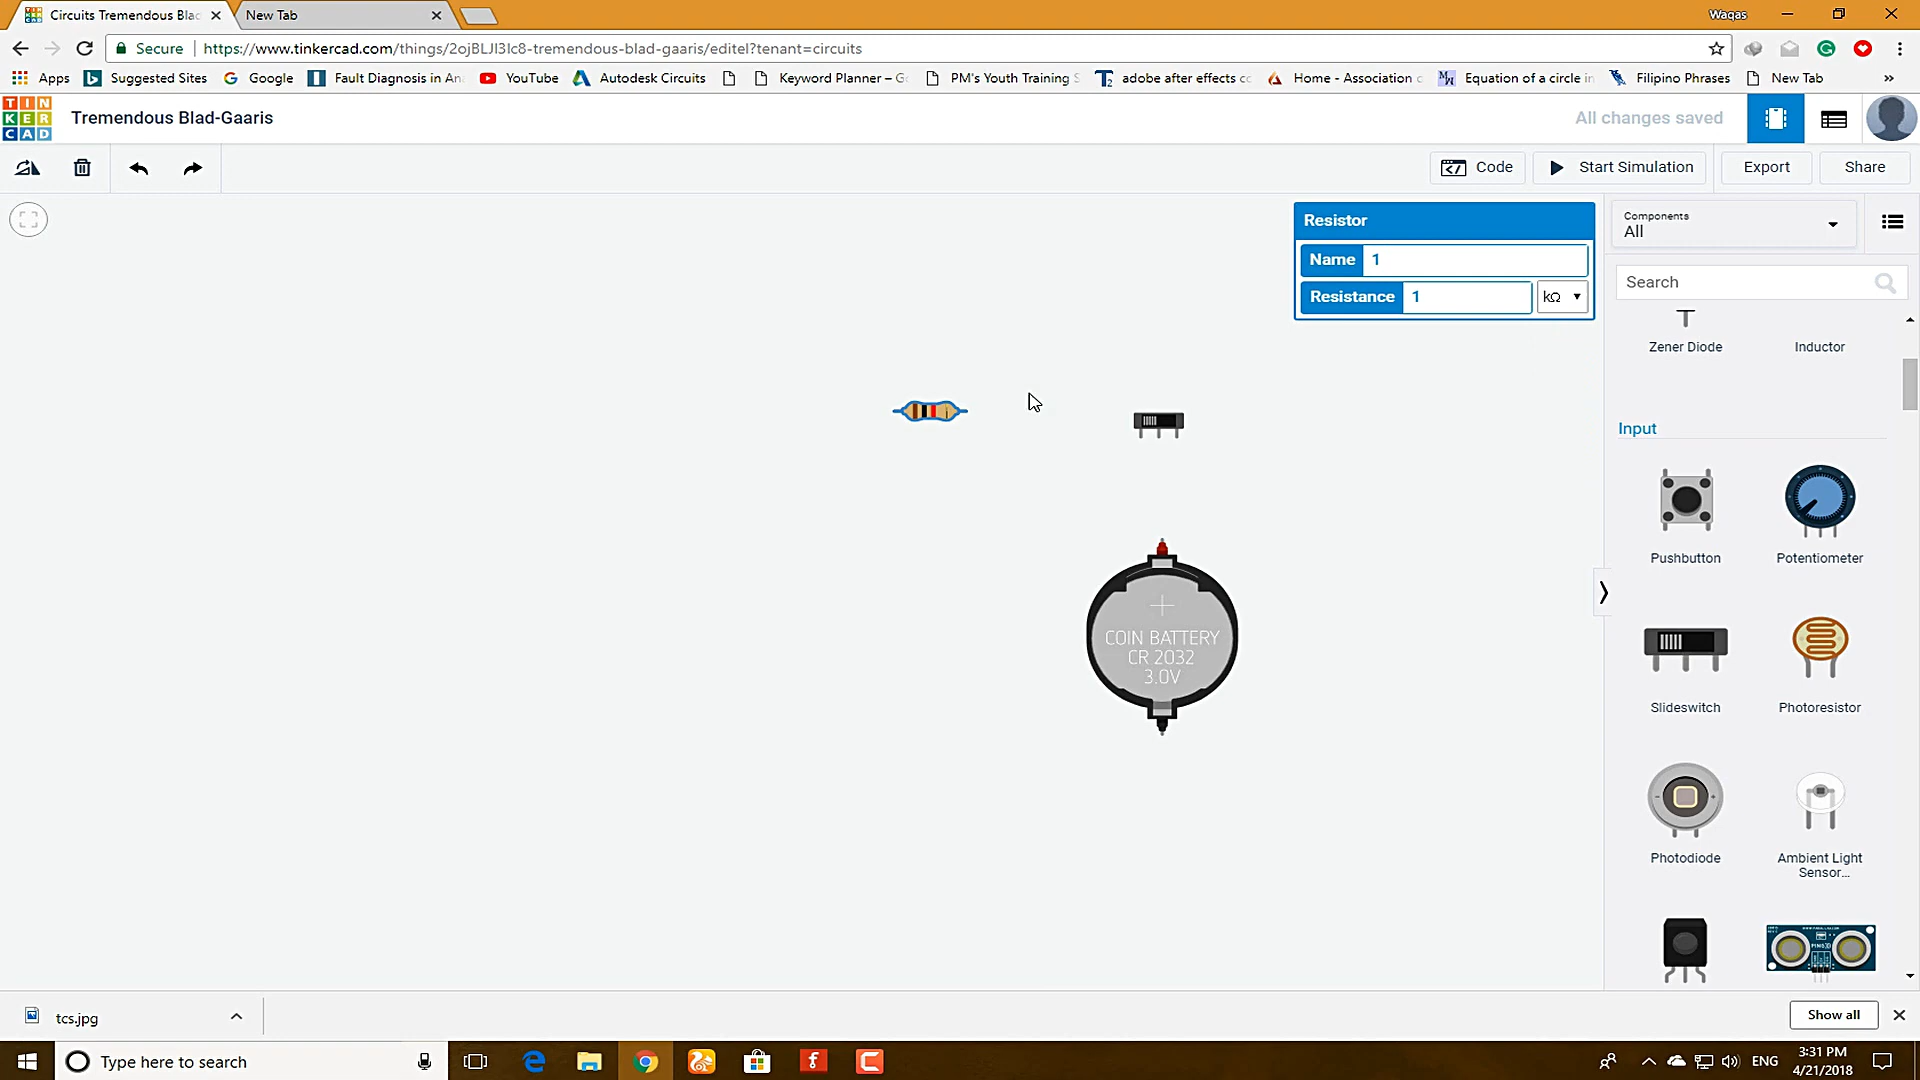 Circuits Tremendous Blad
New Tab
Waqas
Secure
https://www.tinkercad.com/things/2ojBLJI3lc8-tremendous-blad-gaaris/editel?tenant=circuits
Apps
Suggested Sites
Google
Fault Diagnosis in An
YouTube
Autodesk Circuits
Keyword Planner – G
PM's Youth Training S
adobe after effects cc
Home - Association c
Equation of a circle in
Filipino Phrases
New Tab
»
TIN
KER
CAD
Tremendous Blad-Gaaris
All changes saved
Code
Start Simulation
Export
Share
Resistor
Name 1
Resistance 1 kΩ
Components
All
Search
Zener Diode
Inductor
Input
Pushbutton
Potentiometer
Slideswitch
Photoresistor
Photodiode
Ambient Light
Sensor...
COIN BATTERY
CR 2032
3.0V
tcs.jpg
Show all
Type here to search
ENG
3:31 PM
4/21/2018